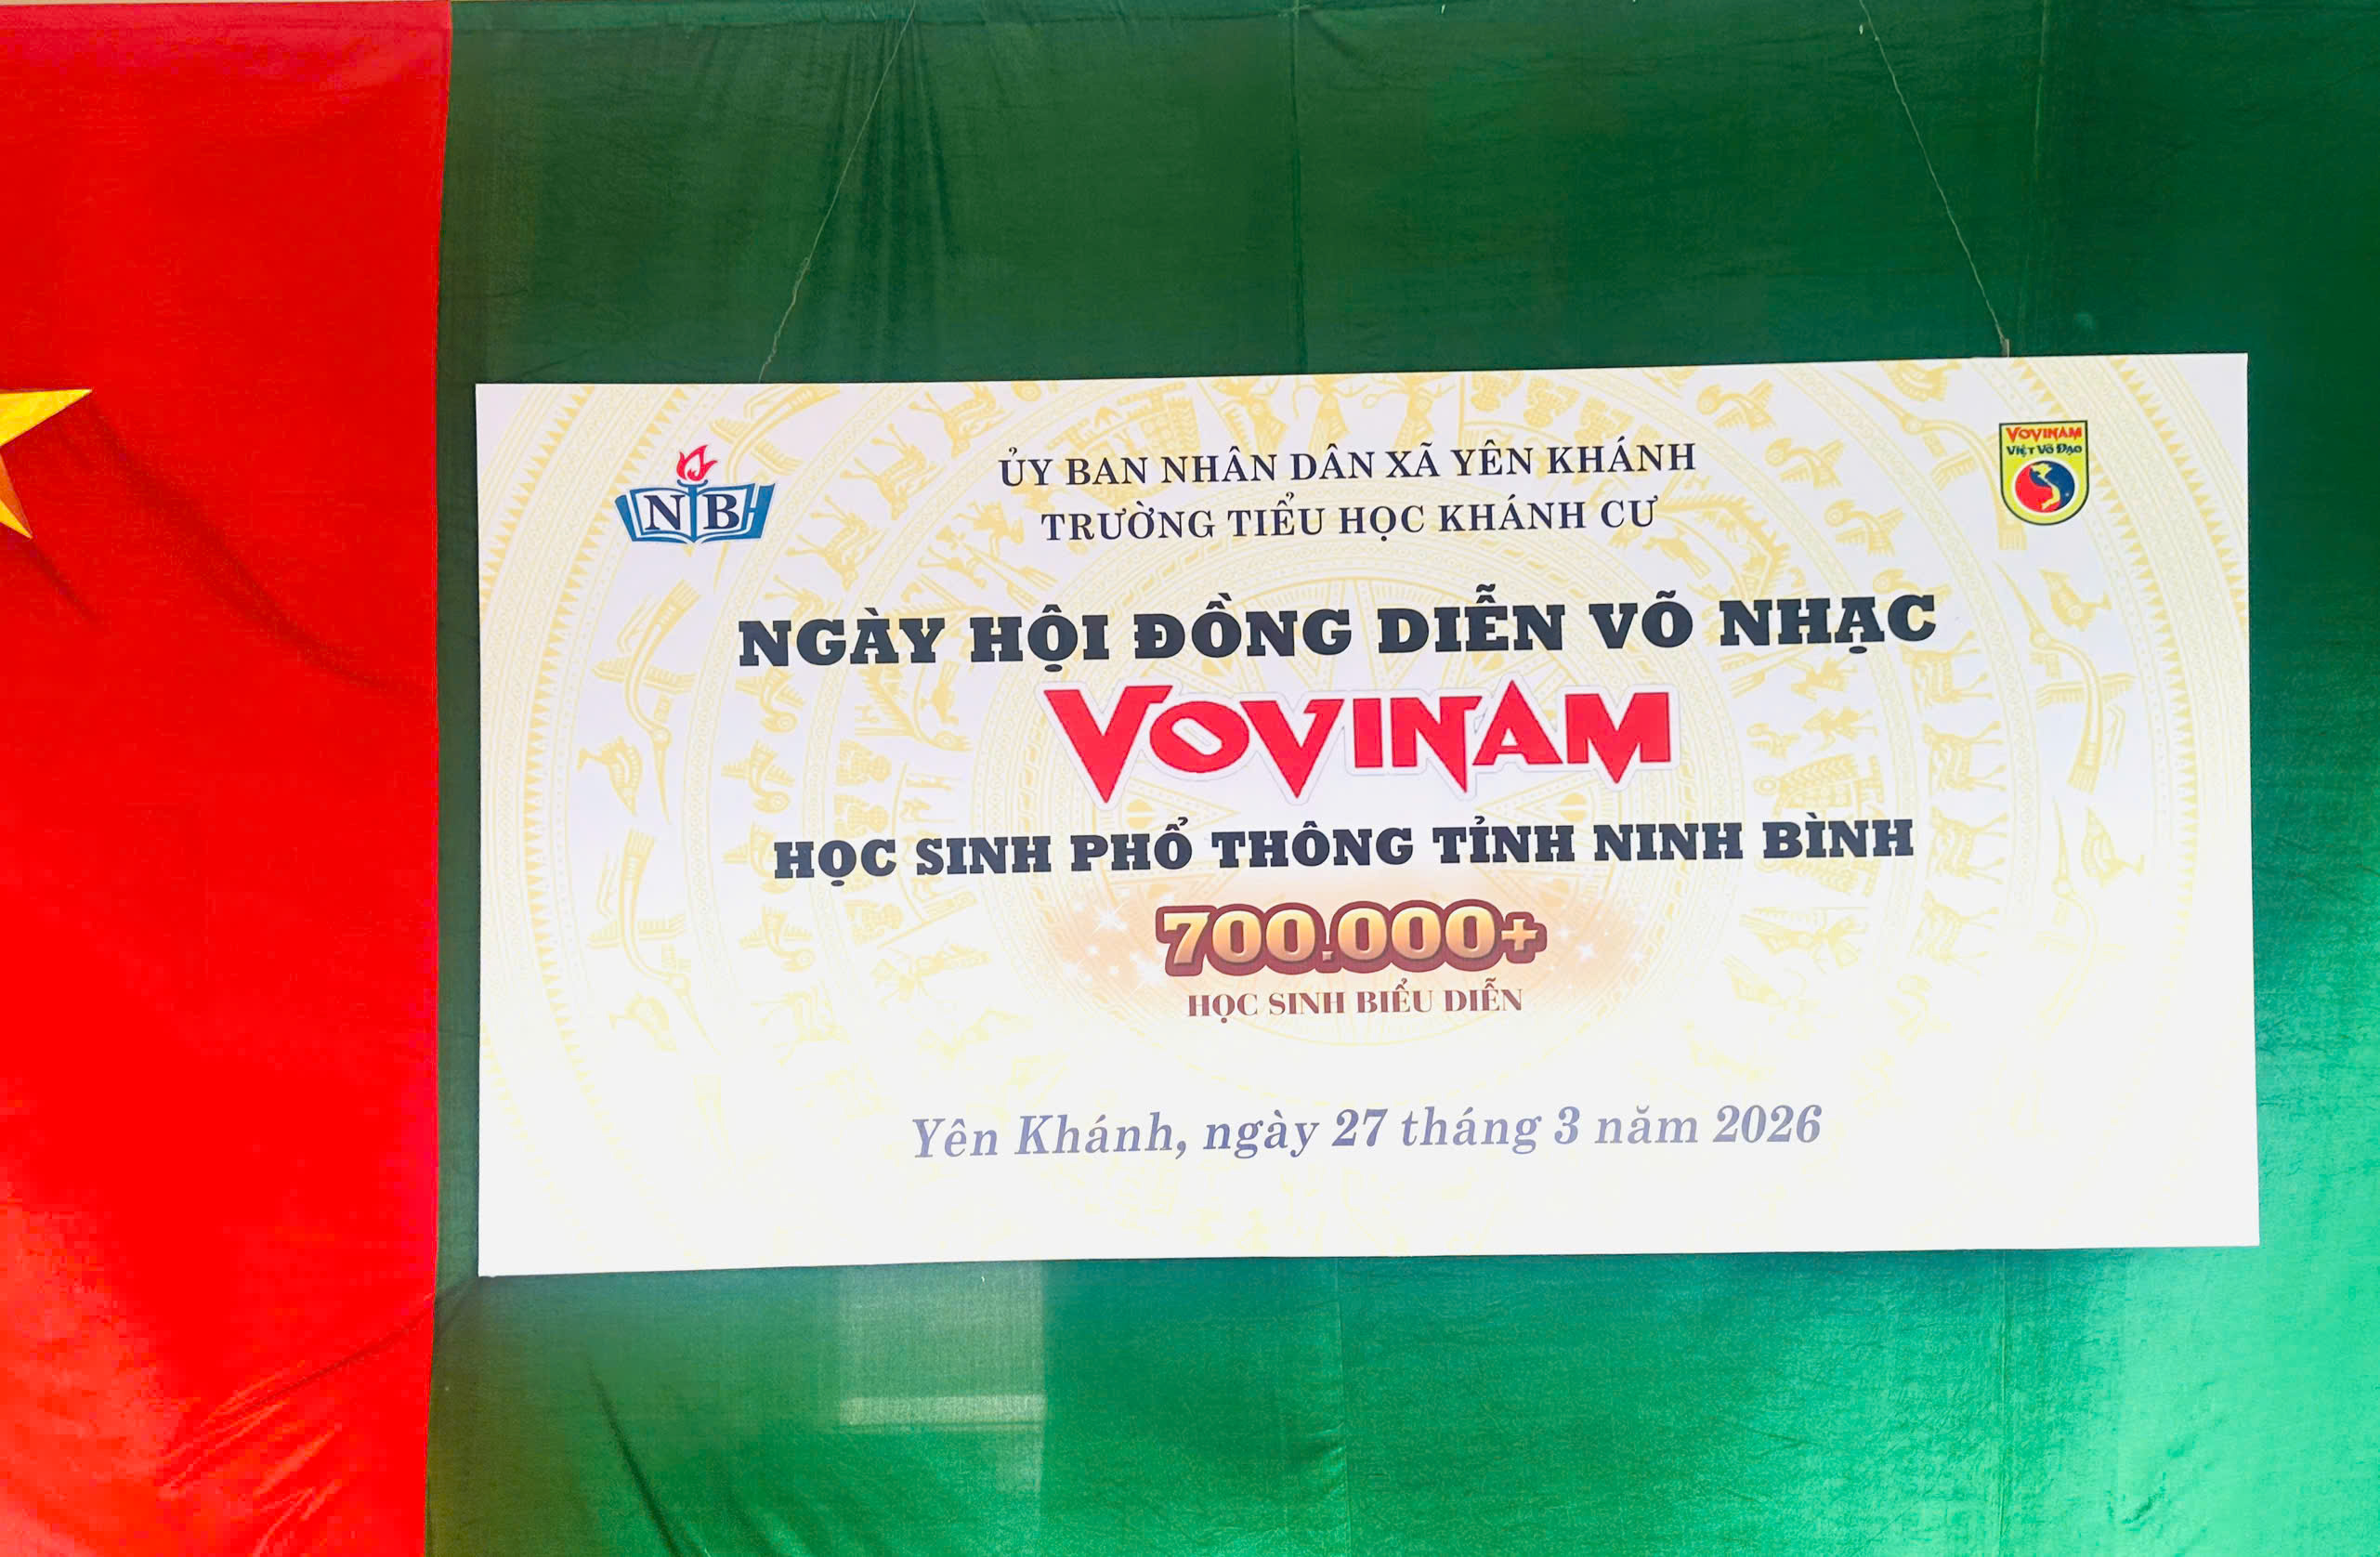 NB
ỦY BAN NHÂN DÂN XÃ YÊN KHÁNH
TRƯỜNG TIỂU HỌC KHÁNH CƯ
VOVINAM
VIỆT VÕ ĐẠO
NGÀY HỘI ĐỒNG DIỄN VÕ NHẠC
VOVINAM
HỌC SINH PHỔ THÔNG TỈNH NINH BÌNH
700.000+
HỌC SINH BIỂU DIỄN
Yên Khánh, ngày 27 tháng 3 năm 2026